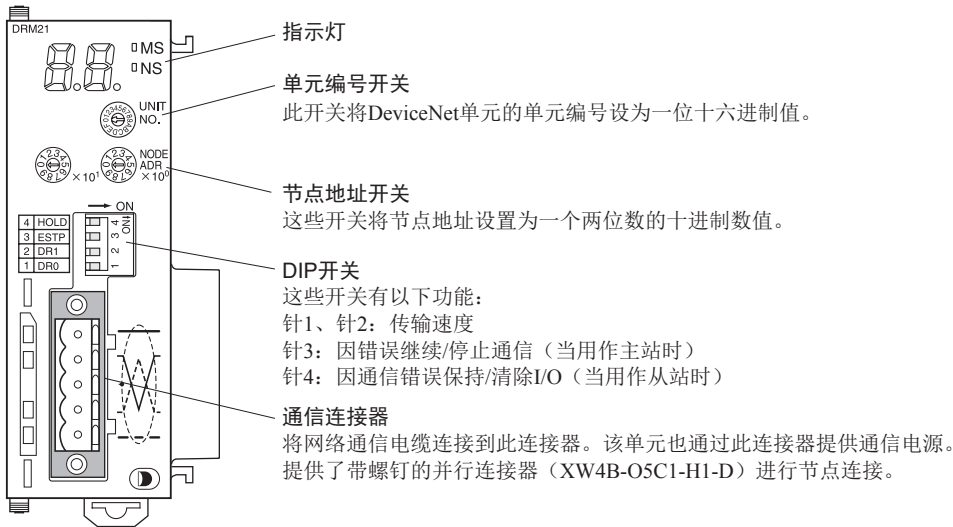 DRM21
MS
NS
UNIT
NO.
NODE
ADR
×10¹
×10⁰
ON
4 HOLD
3 ESTP
2 DR1
1 DR0
ON
4
3
2
1
指示灯
单元编号开关
此开关将DeviceNet单元的单元编号设为一位十六进制值。
节点地址开关
这些开关将节点地址设置为一个两位数的十进制数值。
DIP开关
这些开关有以下功能：
针1、针2：传输速度
针3：因错误继续/停止通信（当用作主站时）
针4：因通信错误保持/清除I/O（当用作从站时）
通信连接器
将网络通信电缆连接到此连接器。该单元也通过此连接器提供通信电源。
提供了带螺钉的并行连接器（XW4B-O5C1-H1-D）进行节点连接。